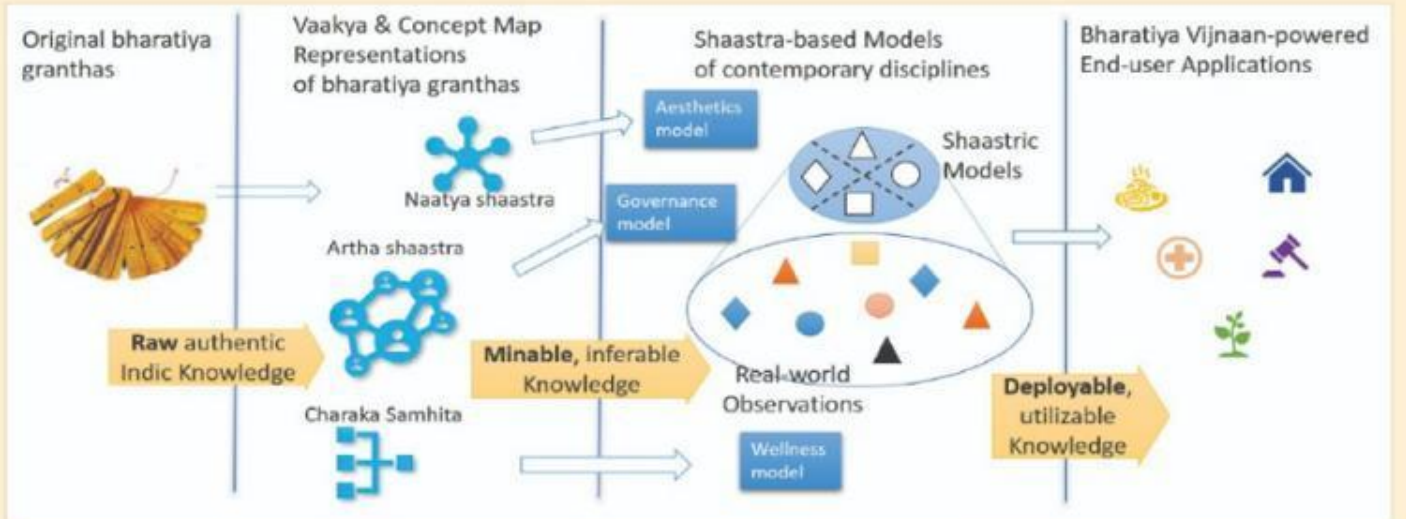 Original bharatiya
granthas
Vaakya & Concept Map
Representations
of bharatiya granthas
Shaastra-based Models
of contemporary disciplines
Bharatiya Vijnaan-powered
End-user Applications
Aesthetics
model
Shaastric
Models
Naatya shaastra
Governance
model
Artha shaastra
Raw authentic
Indic Knowledge
Minable, inferable
Knowledge
Real-world
Observations
Deployable,
utilizable
Knowledge
Charaka Samhita
Wellness
model